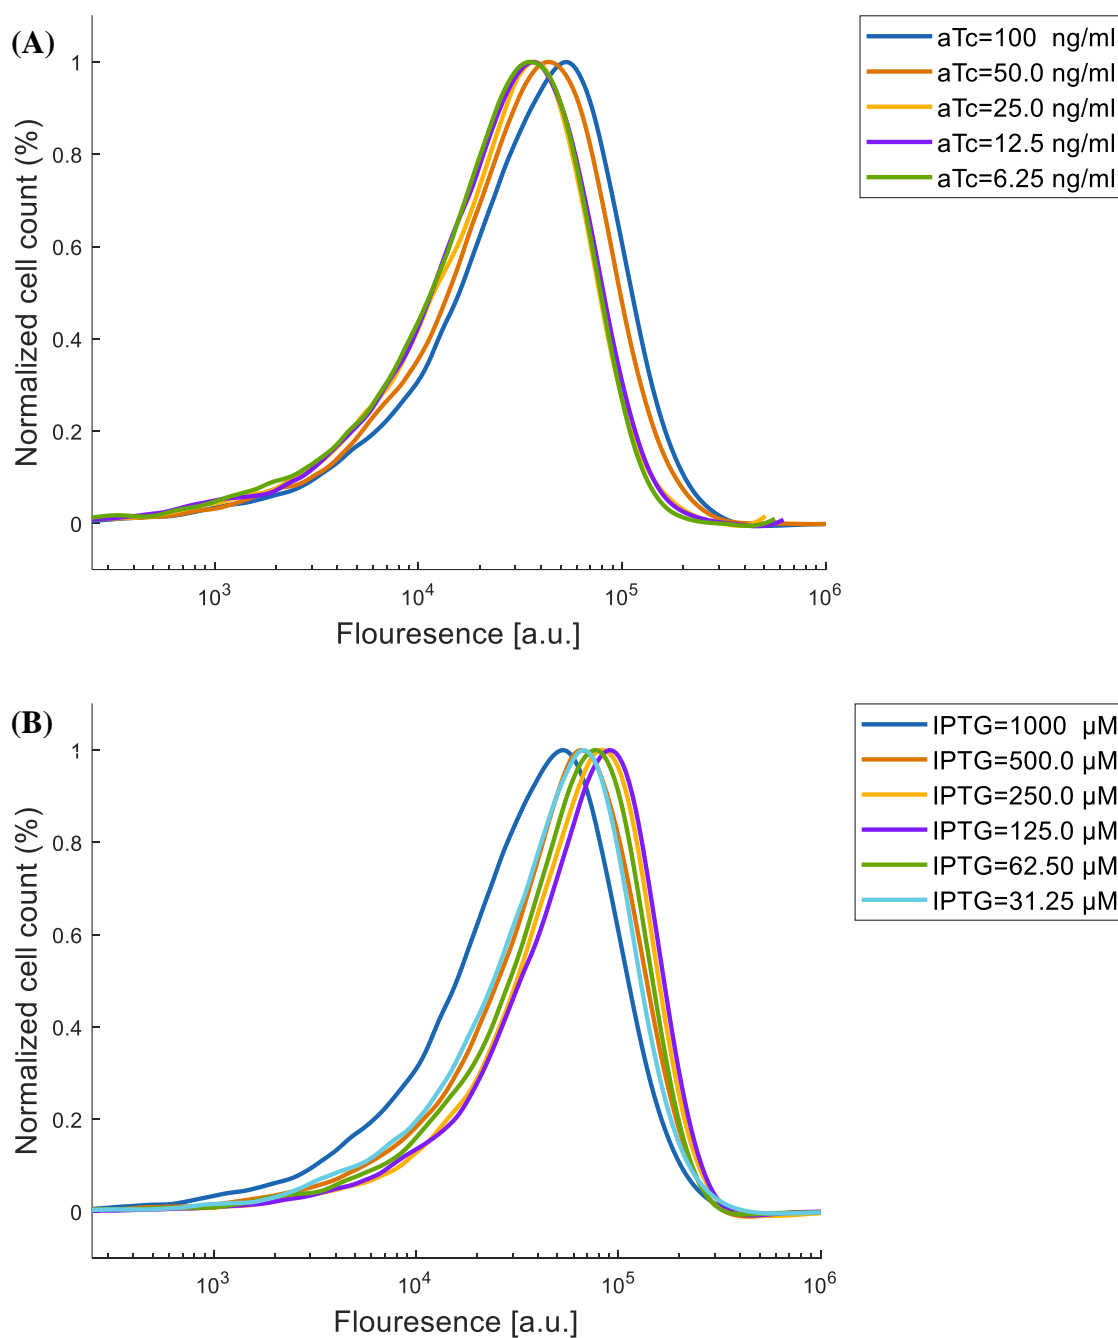 (A)
aTc=100 ng/ml
aTc=50.0 ng/ml
aTc=25.0 ng/ml
aTc=12.5 ng/ml
aTc=6.25 ng/ml
Normalized cell count (%)
1
0.8
0.6
0.4
0.2
0
10³
10⁴
10⁵
10⁶
Flouresence [a.u.]
(B)
IPTG=1000 µM
IPTG=500.0 µM
IPTG=250.0 µM
IPTG=125.0 µM
IPTG=62.50 µM
IPTG=31.25 µM
Normalized cell count (%)
1
0.8
0.6
0.4
0.2
0
10³
10⁴
10⁵
10⁶
Flouresence [a.u.]